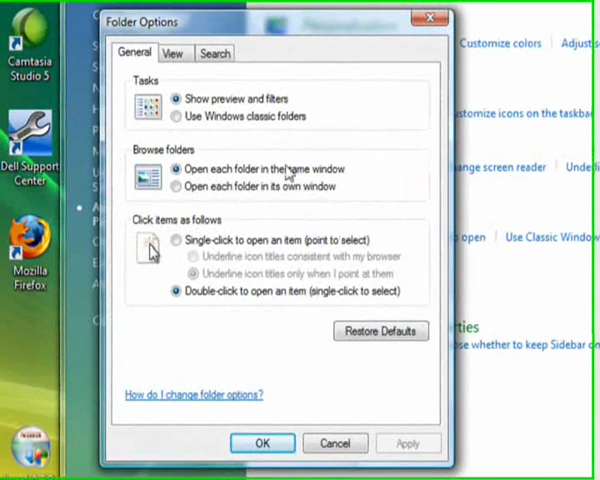 Folder Options
General
View
Search
Tasks
Show preview and filters
Use Windows classic folders
Browse folders
Open each folder in the same window
Open each folder in its own window
Click items as follows
Single-click to open an item (point to select)
Underline icon titles consistent with my browser
Underline icon titles only when I point at them
Double-click to open an item (single-click to select)
Restore Defaults
How do I change folder options?
OK
Cancel
Apply
Camtasia
Studio 5
Dell Support
Center
Mozilla
Firefox
Customize colors
Adjust s
ustomize icons on the taskbar
ange screen reader
Underli
o open
Use Classic Windo
rties
ose whether to keep Sidebar on